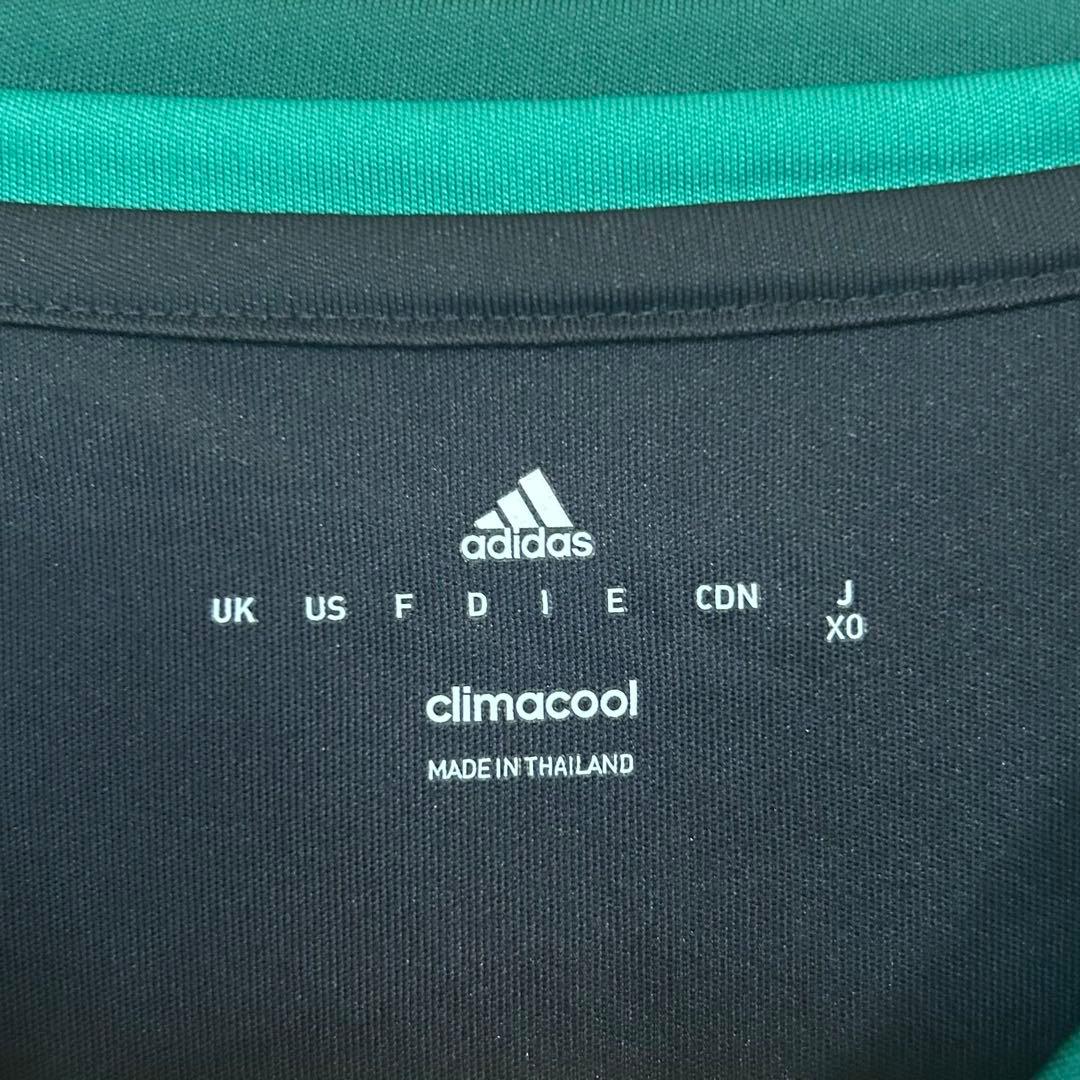 adidas
UK US F D I E CDN J
XO
climacool
MADE IN THAILAND